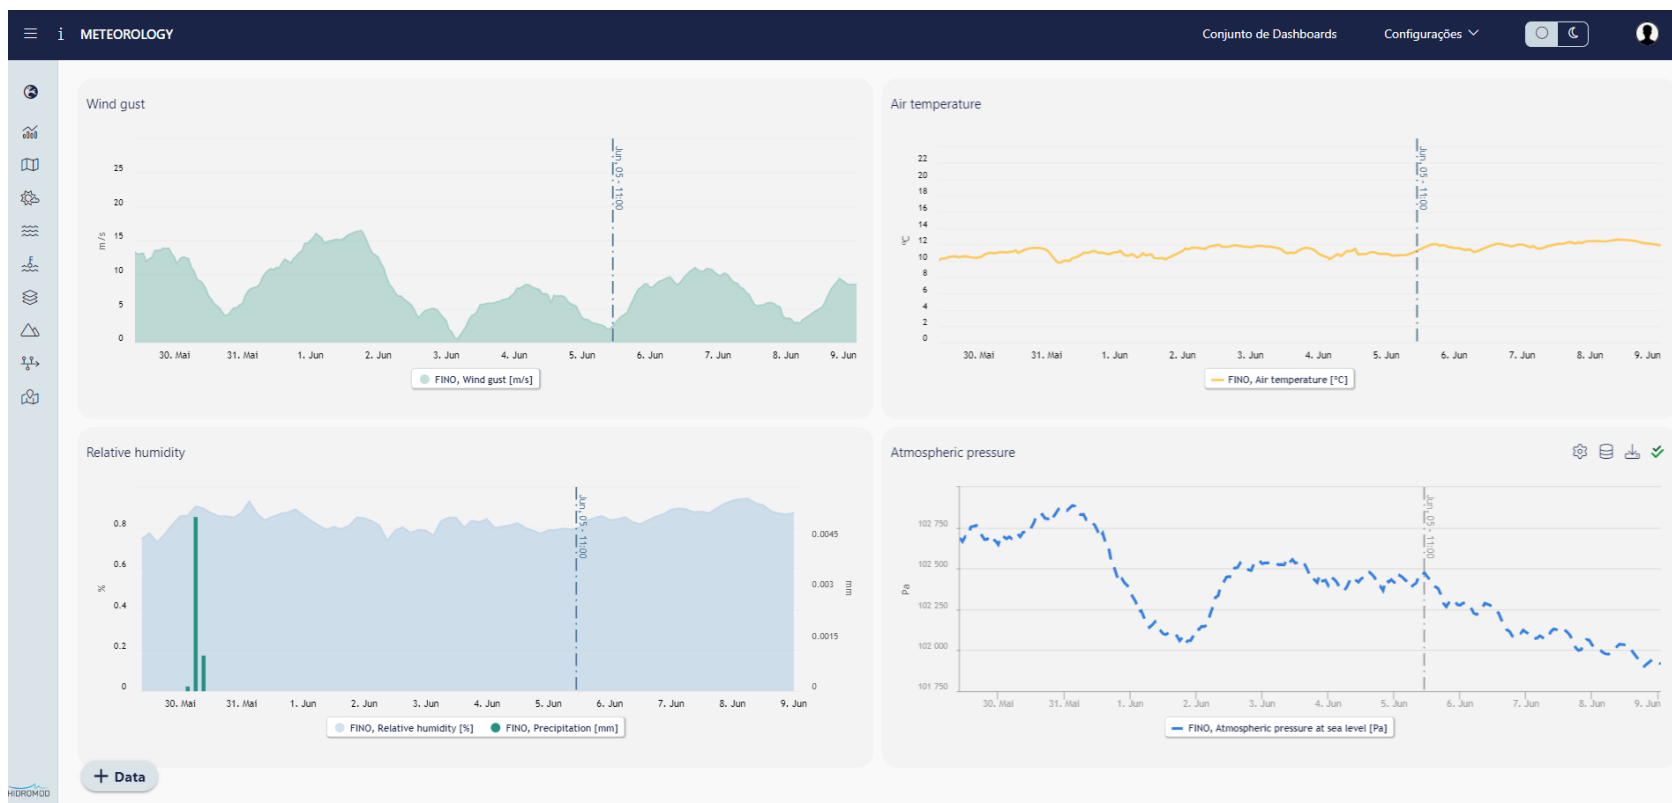 i METEOROLOGY Conjunto de Dashboards Configurações
Wind gust
Jun, 05 - 11:00
25
20
15
10
5
0
m/s
30. Mai 31. Mai 1. Jun 2. Jun 3. Jun 4. Jun 5. Jun 6. Jun 7. Jun 8. Jun 9. Jun
FINO, Wind gust [m/s]
Air temperature
Jun, 05 - 11:00
22
20
18
16
14
12
10
8
6
4
2
0
ºC
30. Mai 31. Mai 1. Jun 2. Jun 3. Jun 4. Jun 5. Jun 6. Jun 7. Jun 8. Jun 9. Jun
FINO, Air temperature [ºC]
Relative humidity
Jun, 05 - 11:00
0.8
0.6
0.4
0.2
0
%
0.0045
0.003
0.0015
0
mm
30. Mai 31. Mai 1. Jun 2. Jun 3. Jun 4. Jun 5. Jun 6. Jun 7. Jun 8. Jun 9. Jun
FINO, Relative humidity [%] FINO, Precipitation [mm]
Atmospheric pressure
Jun, 05 - 11:00
102 750
102 500
102 250
102 000
101 750
Pa
30. Mai 31. Mai 1. Jun 2. Jun 3. Jun 4. Jun 5. Jun 6. Jun 7. Jun 8. Jun 9. Jun
FINO, Atmospheric pressure at sea level [Pa]
+ Data
HIDROMOD